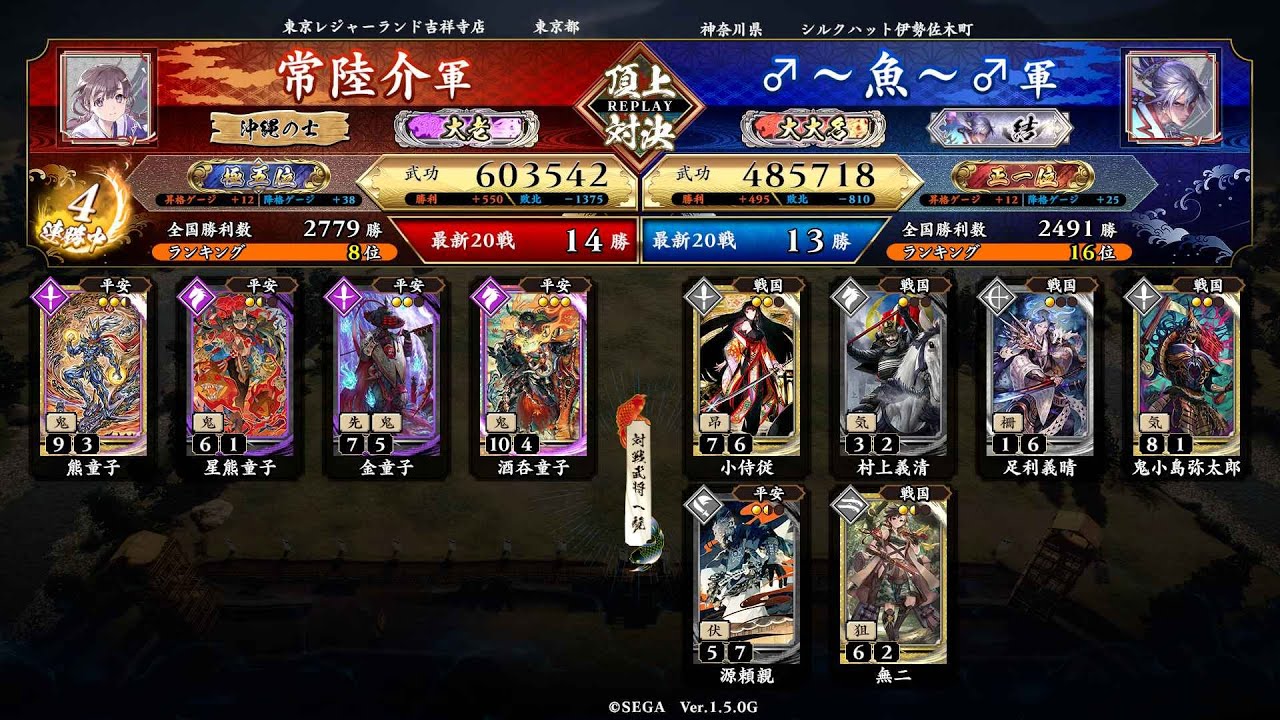 東京レジャーランド吉祥寺店 東京都
神奈川県 シルクハット伊勢佐木町
常陸介軍
頂上
REPLAY
対決
♂〜魚〜♂軍
沖縄の士
大老
大大名
結
4
連勝中
極正位
昇格ゲージ +12 降格ゲージ +38
武功 603542
勝利 +550 敗北 -1375
武功 485718
勝利 +495 敗北 -810
正一位
昇格ゲージ +12 降格ゲージ +25
全国勝利数 2779勝
ランキング 8位
最新20戦 14勝
最新20戦 13勝
全国勝利数 2491勝
ランキング 16位
平安
鬼
9 3
熊童子
平安
鬼
6 1
星熊童子
平安
先 鬼
7 5
金童子
平安
鬼
10 4
酒呑童子
対戦武将一覧
戦国
昂
7 6
小侍従
戦国
気
3 2
村上義清
戦国
柵
1 6
足利義晴
戦国
気
8 1
鬼小島弥太郎
平安
伏
5 7
源頼親
戦国
狙
6 2
無二
©SEGA Ver.1.5.0G